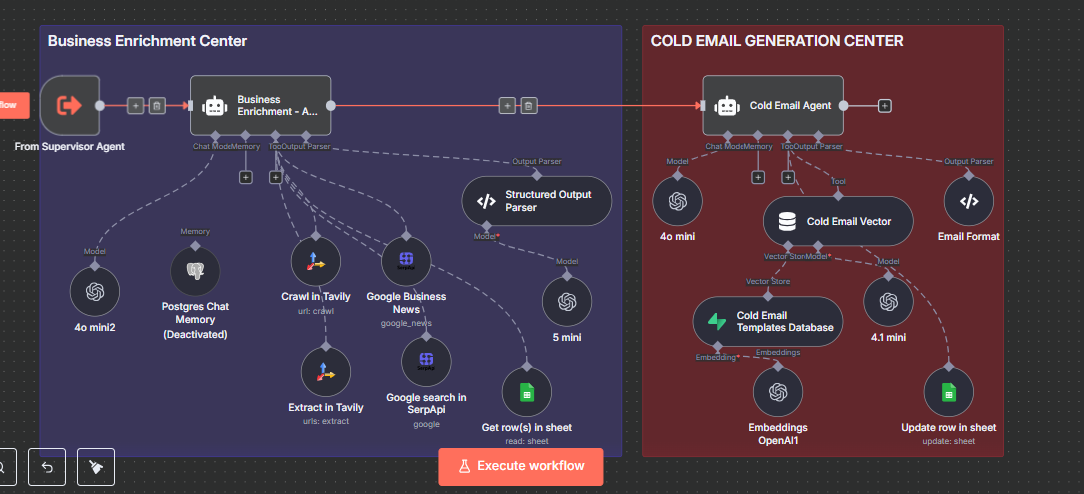 Business Enrichment Center
COLD EMAIL GENERATION CENTER
flow
From Supervisor Agent
Business
Enrichment - A...
Chat Model
Memory
Tool
Output Parser
Cold Email Agent
Chat Model
Memory
Tool
Output Parser
Output Parser
Structured Output
Parser
Model*
Model
5 mini
Model
4o mini2
Memory
Postgres Chat
Memory
(Deactivated)
Crawl in Tavily
url: crawl
SerpApi
Google Business
News
google_news
Extract in Tavily
urls: extract
SerpApi
Google search in
SerpApi
google
Get row(s) in sheet
read: sheet
Model
4o mini
Tool
Cold Email Vector
Vector Store
Model*
Output Parser
Email Format
Vector Store
Cold Email
Templates Database
Embedding*
Embeddings
Embeddings
OpenAI1
Model
4.1 mini
Update row in sheet
update: sheet
Execute workflow